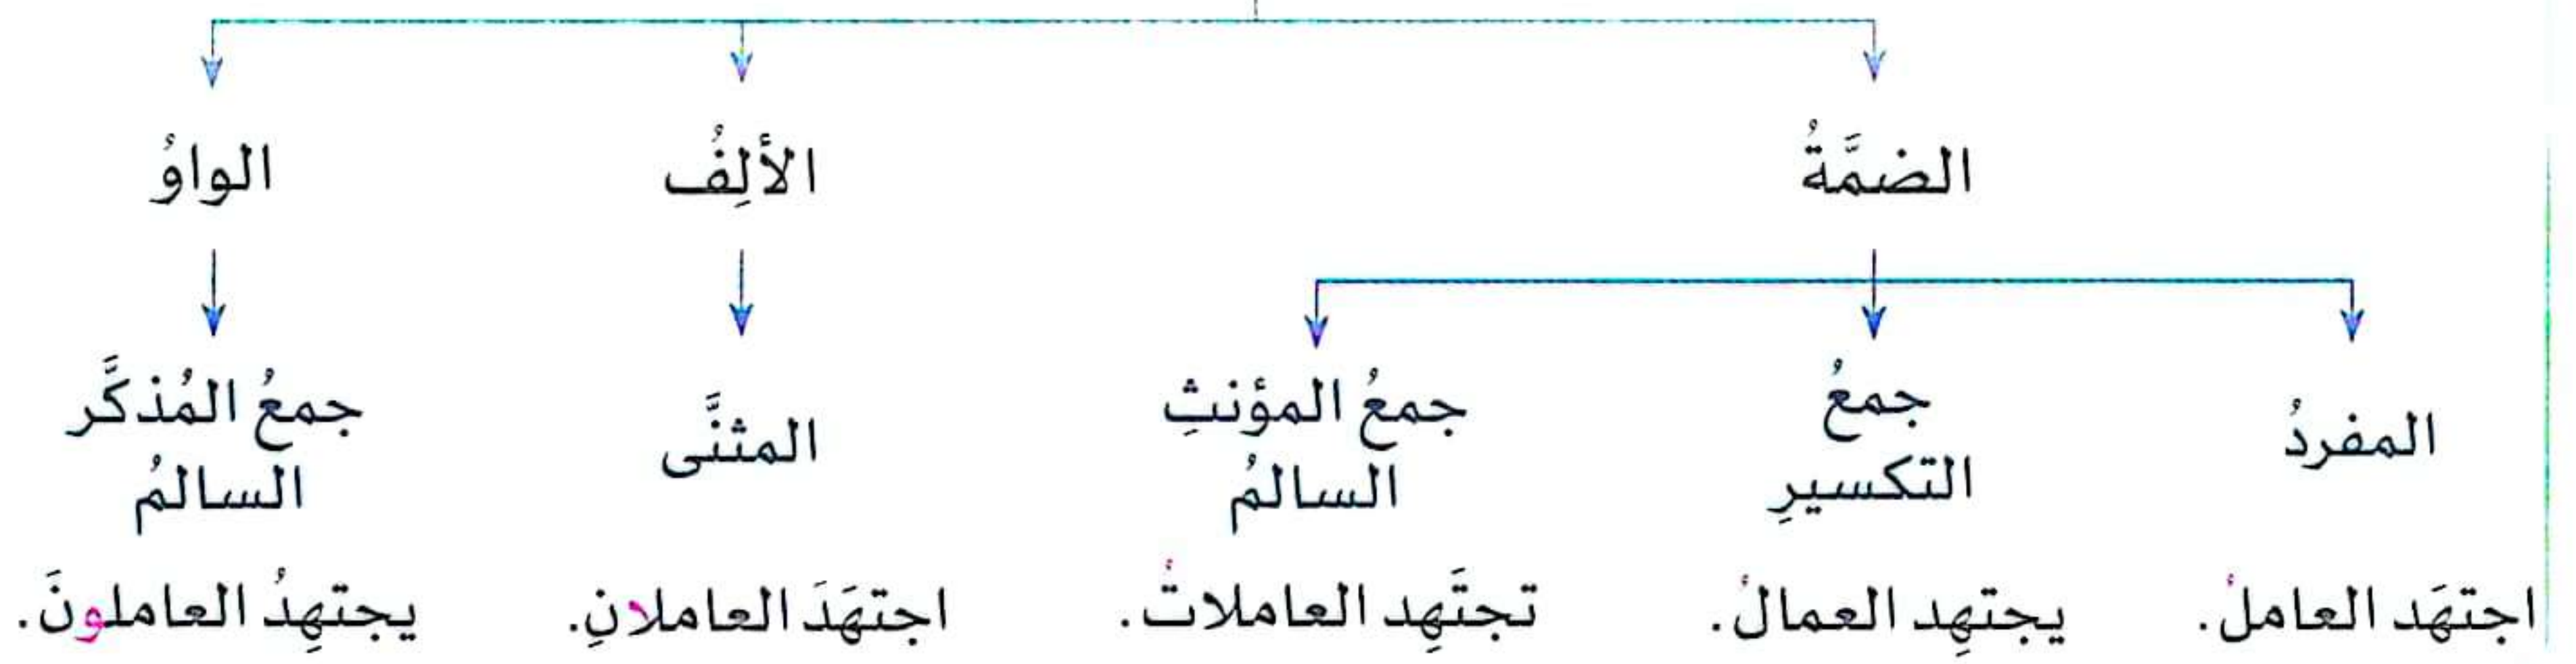 الضمَّةُ الألِفُ الواوُ
المفردُ جمعُ التكسيرِ جمعُ المؤنثِ السالمُ المثنَّى جمعُ المُذكَّر السالمُ
اجتهَد العاملُ. يجتهِد العمالُ. تجتَهِد العاملاتُ. اجتهَدَ العاملانِ. يجتهِدُ العاملونَ.